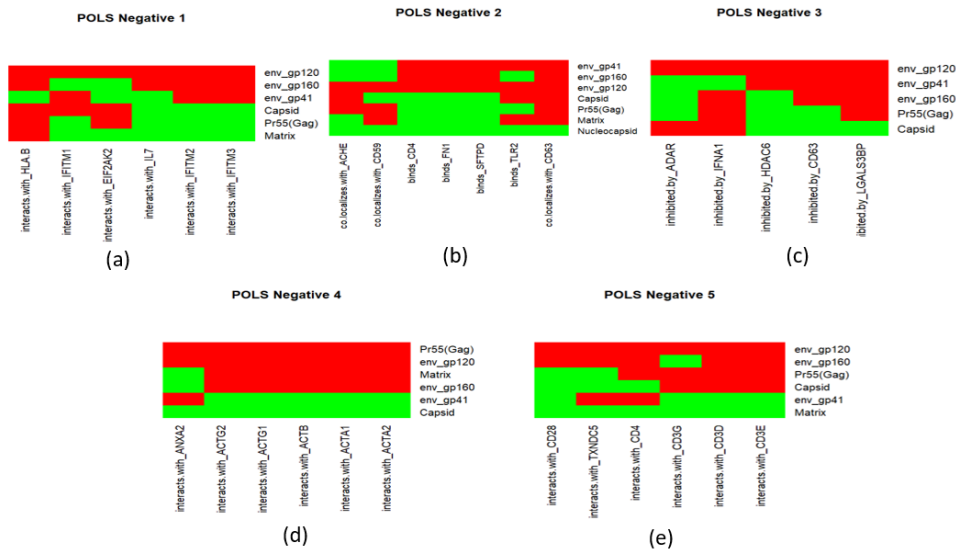 POLS Negative 1
env_gp120
env_gp160
env_gp41
Capsid
Pr55(Gag)
Matrix
interacts.with_HLA.B
interacts.with_IFITM1
interacts.with_EIF2AK2
interacts.with_IL7
interacts.with_IFITM2
interacts.with_IFITM3
(a)
POLS Negative 2
env_gp41
env_gp160
env_gp120
Capsid
Pr55(Gag)
Matrix
Nucleocapsid
co.localizes.with_ACHE
co.localizes.with_CD59
binds_CD4
binds_FN1
binds_SFTPD
binds_TLR2
co.localizes.with_CD63
(b)
POLS Negative 3
env_gp120
env_gp41
env_gp160
Pr55(Gag)
Capsid
inhibited.by_ADAR
inhibited.by_IFNA1
inhibited.by_HDAC6
inhibited.by_CD63
ibited.by_LGALS3BP
(c)
POLS Negative 4
Pr55(Gag)
env_gp120
Matrix
env_gp160
env_gp41
Capsid
interacts.with_ANXA2
interacts.with_ACTG2
interacts.with_ACTG1
interacts.with_ACTB
interacts.with_ACTA1
interacts.with_ACTA2
(d)
POLS Negative 5
env_gp120
env_gp160
Pr55(Gag)
Capsid
env_gp41
Matrix
interacts.with_CD28
interacts.with_TXNDC5
interacts.with_CD4
interacts.with_CD3G
interacts.with_CD3D
interacts.with_CD3E
(e)